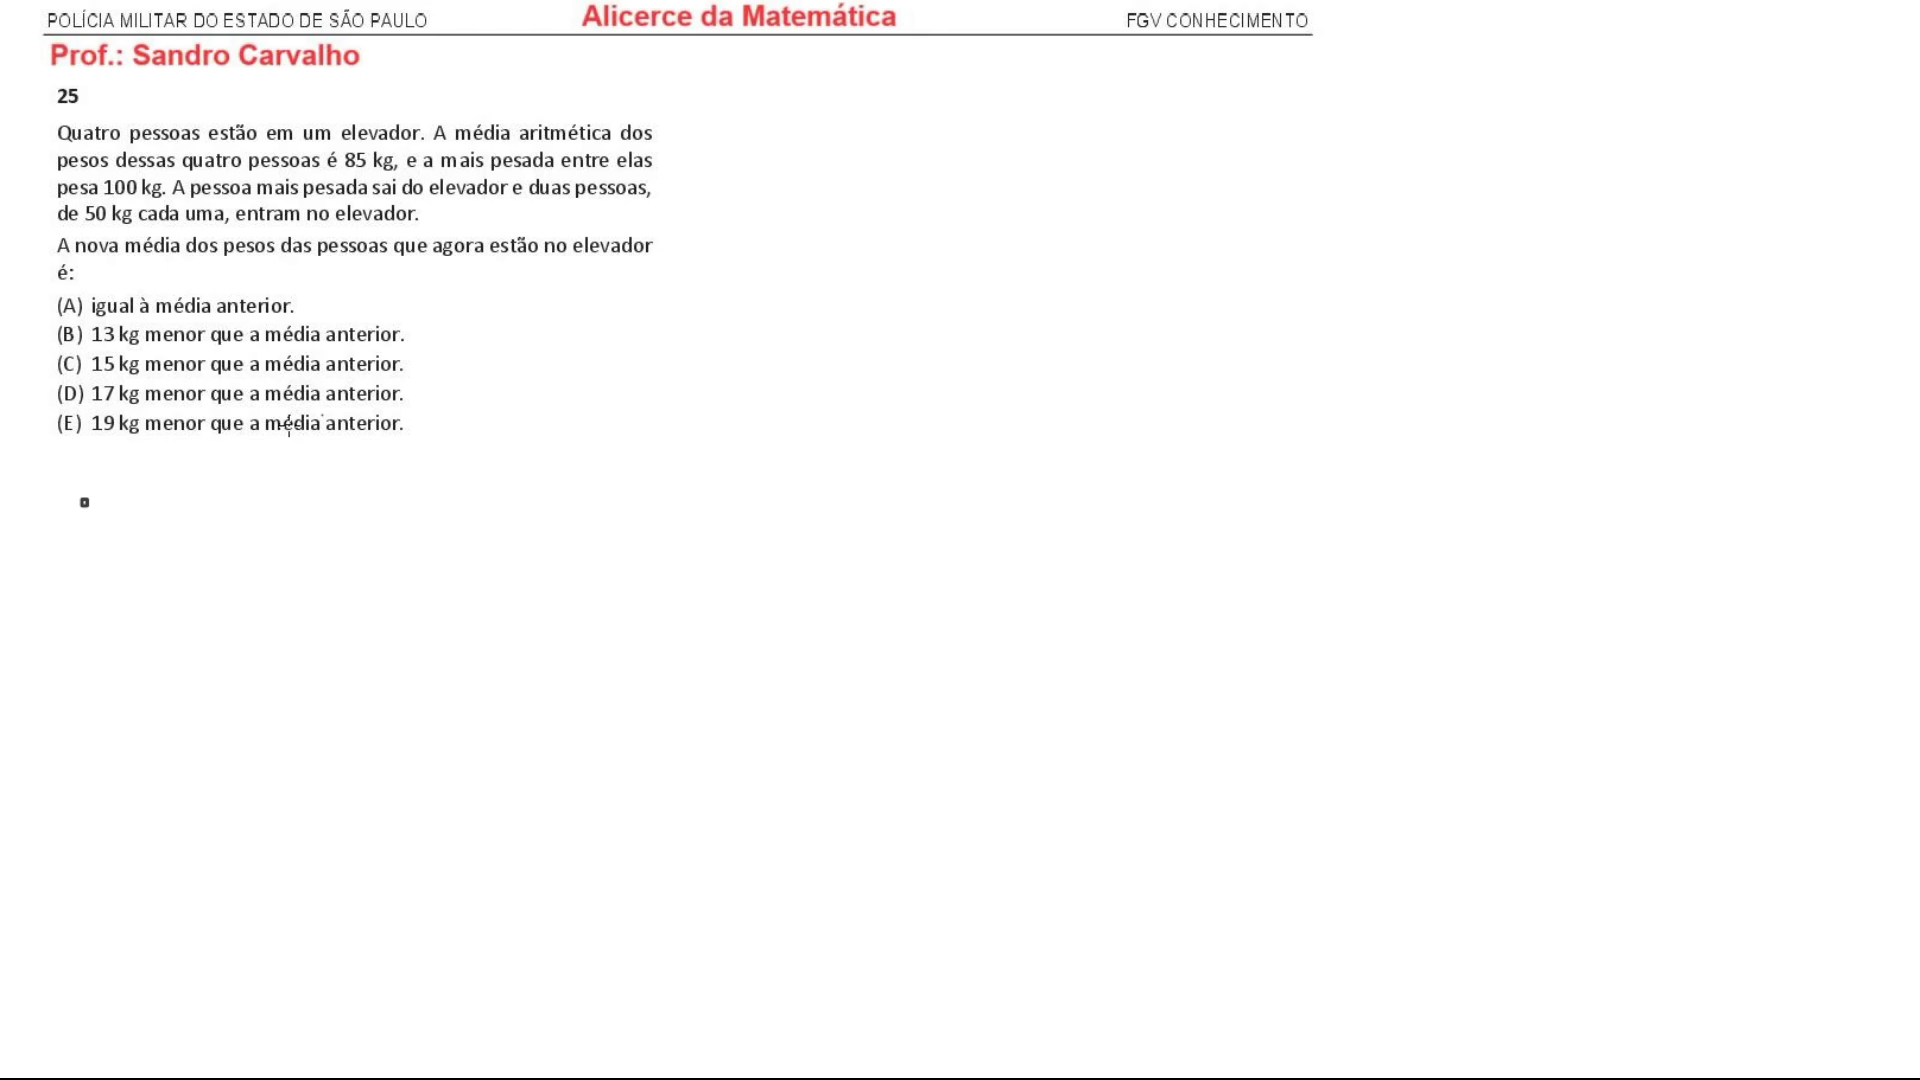 POLÍCIA MILITAR DO ESTADO DE SÃO PAULO Alicerce da Matemática FGV CONHECIMENTO
Prof.: Sandro Carvalho
25
Quatro pessoas estão em um elevador. A média aritmética dos
pesos dessas quatro pessoas é 85 kg, e a mais pesada entre elas
pesa 100 kg. A pessoa mais pesada sai do elevador e duas pessoas,
de 50 kg cada uma, entram no elevador.
A nova média dos pesos das pessoas que agora estão no elevador
é:
(A) igual à média anterior.
(B) 13 kg menor que a média anterior.
(C) 15 kg menor que a média anterior.
(D) 17 kg menor que a média anterior.
(E) 19 kg menor que a média anterior.